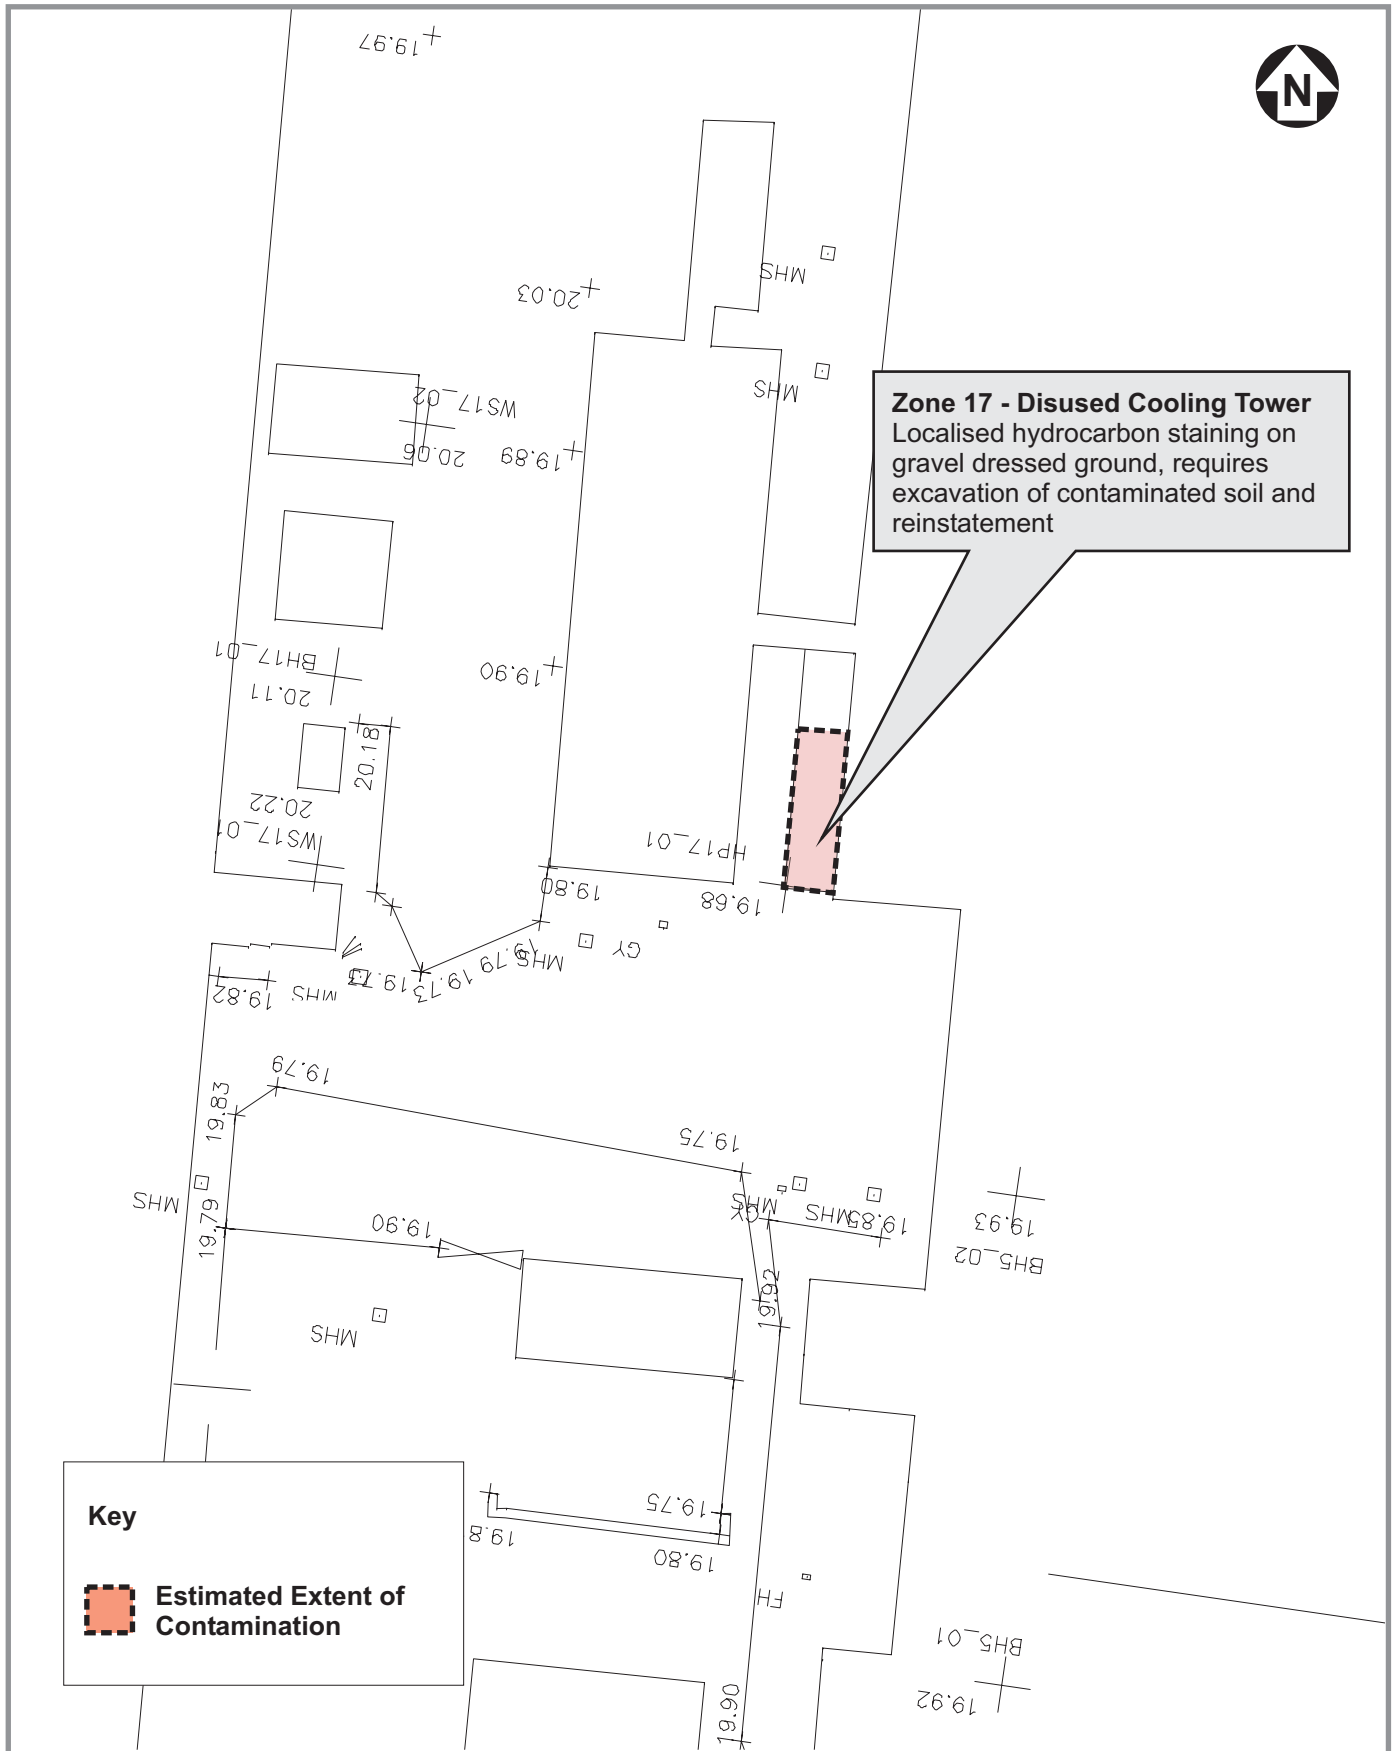 19.97
N
MHS
20.03
MHS
Zone 17 - Disused Cooling Tower
Localised hydrocarbon staining on
gravel dressed ground, requires
excavation of contaminated soil and
reinstatement
WS17_02
20.06
19.89
BH17_01
20.11
19.90
20.18
20.22
WS17_01
HP17_01
19.80
19.68
GY
MHS
19.79
19.73
19.73
MHS
19.82
19.79
19.83
19.75
MHS
19.79
MHS
GY
MHS
19.85
19.93
BH5_02
19.90
19.92
MHS
19.75
19.8
19.80
FH
Key
Estimated Extent of
Contamination
BH5_01
19.92
19.90